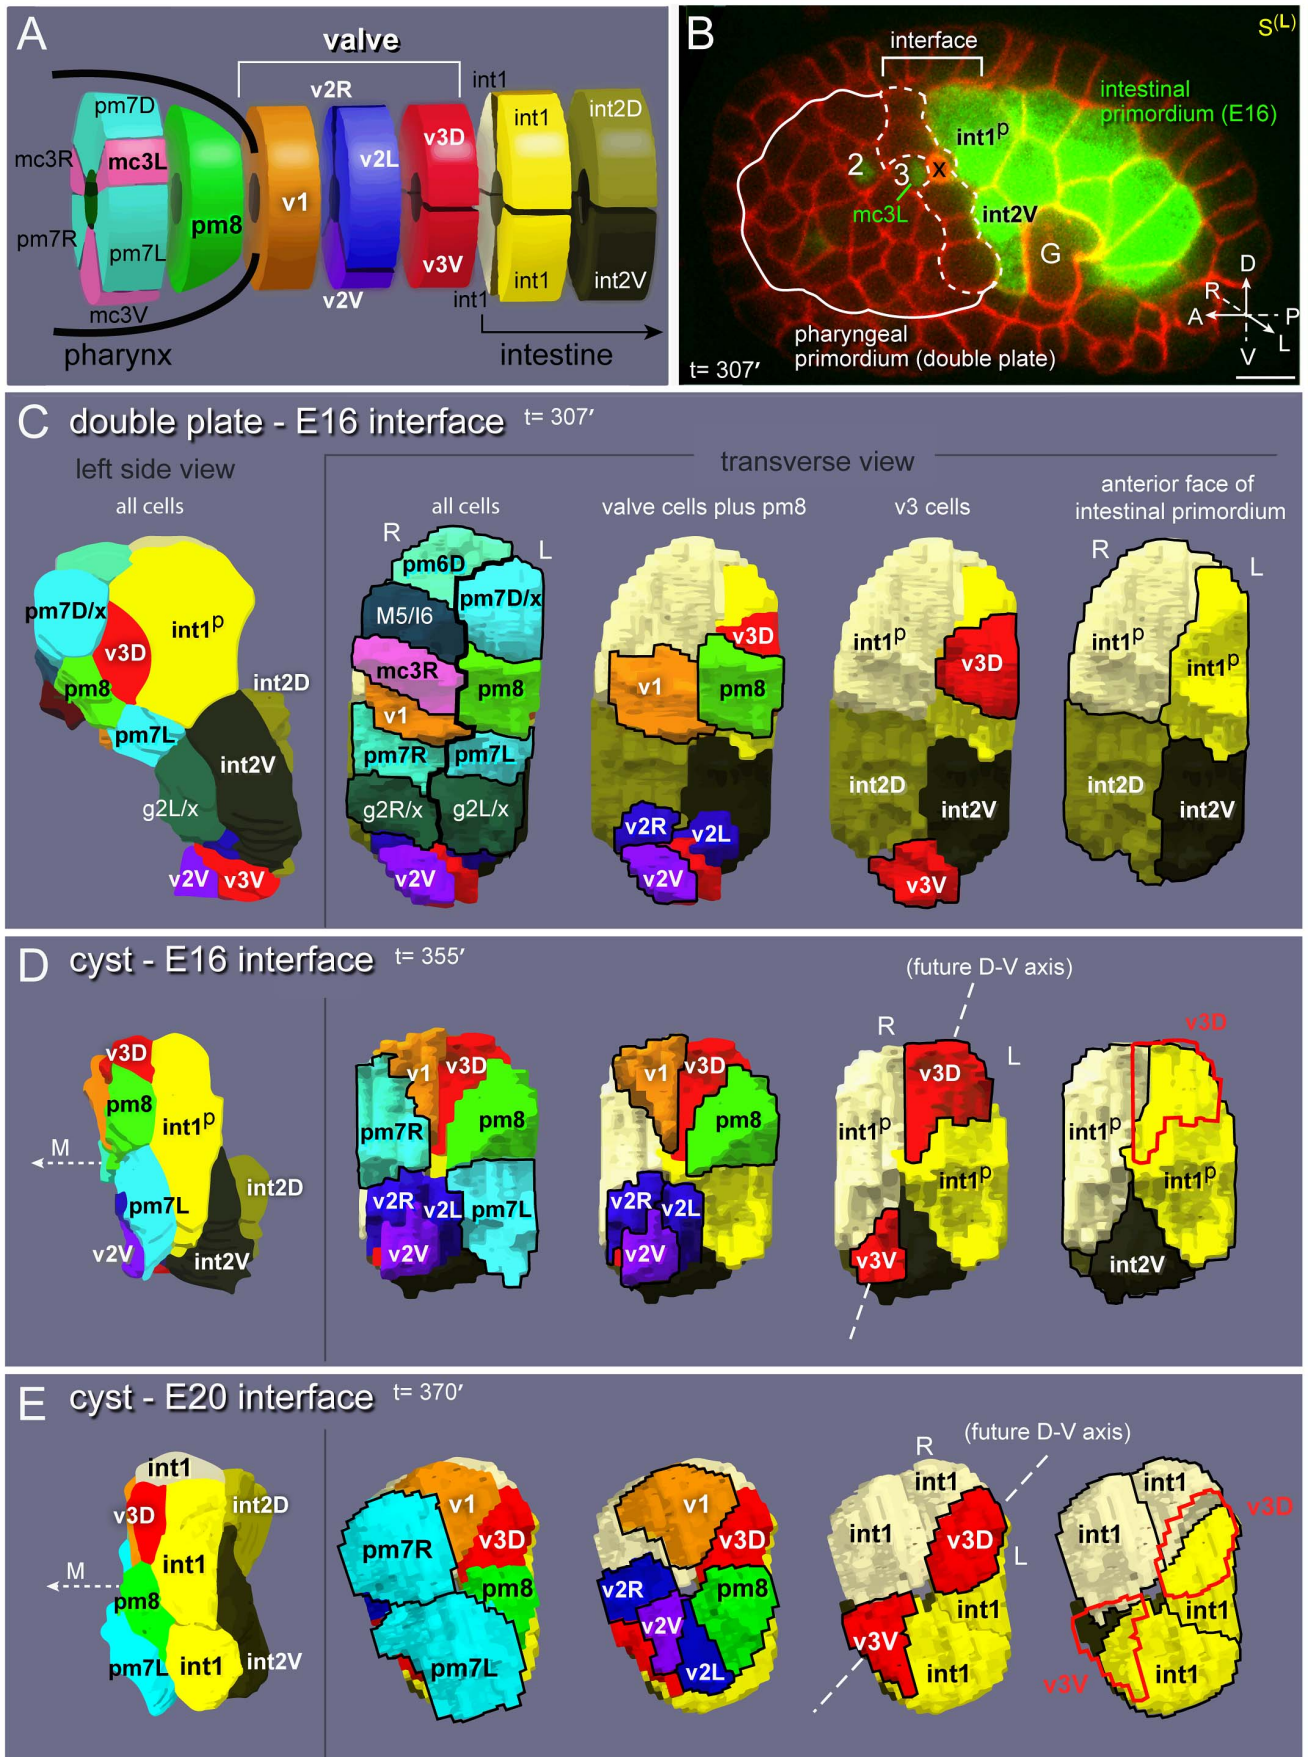 A
valve
int1
v2R
pm7D
int1
int2D
v3D
mc3R
mc3L
v2L
v1
pm8
pm7R
pm7L
v3V
int1
int2V
v2V
int1
mc3V
pharynx
intestine
B
S(L)
interface
intestinal
primordium (E16)
int1p
2
3
x
mc3L
int2V
G
D
R
A
P
L
V
pharyngeal
primordium (double plate)
t= 307′
C double plate - E16 interface t= 307′
left side view
transverse view
all cells
all cells
valve cells plus pm8
v3 cells
anterior face of
intestinal primordium
R
L
R
L
pm7D/x
v3D
int1p
pm8
int2D
pm7L
int2V
g2L/x
v2V
v3V
pm6D
pm7D/x
M5/I6
mc3R
pm8
v1
pm7R
pm7L
g2R/x
g2L/x
v2V
v3D
v1
pm8
v2R
v2L
v2V
int1p
v3D
int2D
int2V
v3V
int1p
int1p
int2D
int2V
D cyst - E16 interface t= 355′
(future D-V axis)
R
L
v3D
pm8
M
int1p
int2D
pm7L
v2V
int2V
v1
v3D
pm7R
pm8
v2R
v2L
pm7L
v2V
v1
v3D
pm8
v2R
v2L
v2V
v3D
int1p
int1p
v3V
v3D
int1p
int1p
int2V
E cyst - E20 interface t= 370′
(future D-V axis)
R
L
int1
v3D
int2D
int1
M
pm8
pm7L
int1
int2V
v1
pm7R
v3D
pm8
pm7L
v1
v3D
v2R
pm8
v2V
v2L
int1
int1
v3D
int1
v3V
int1
int1
int1
v3D
int1
v3V
int1